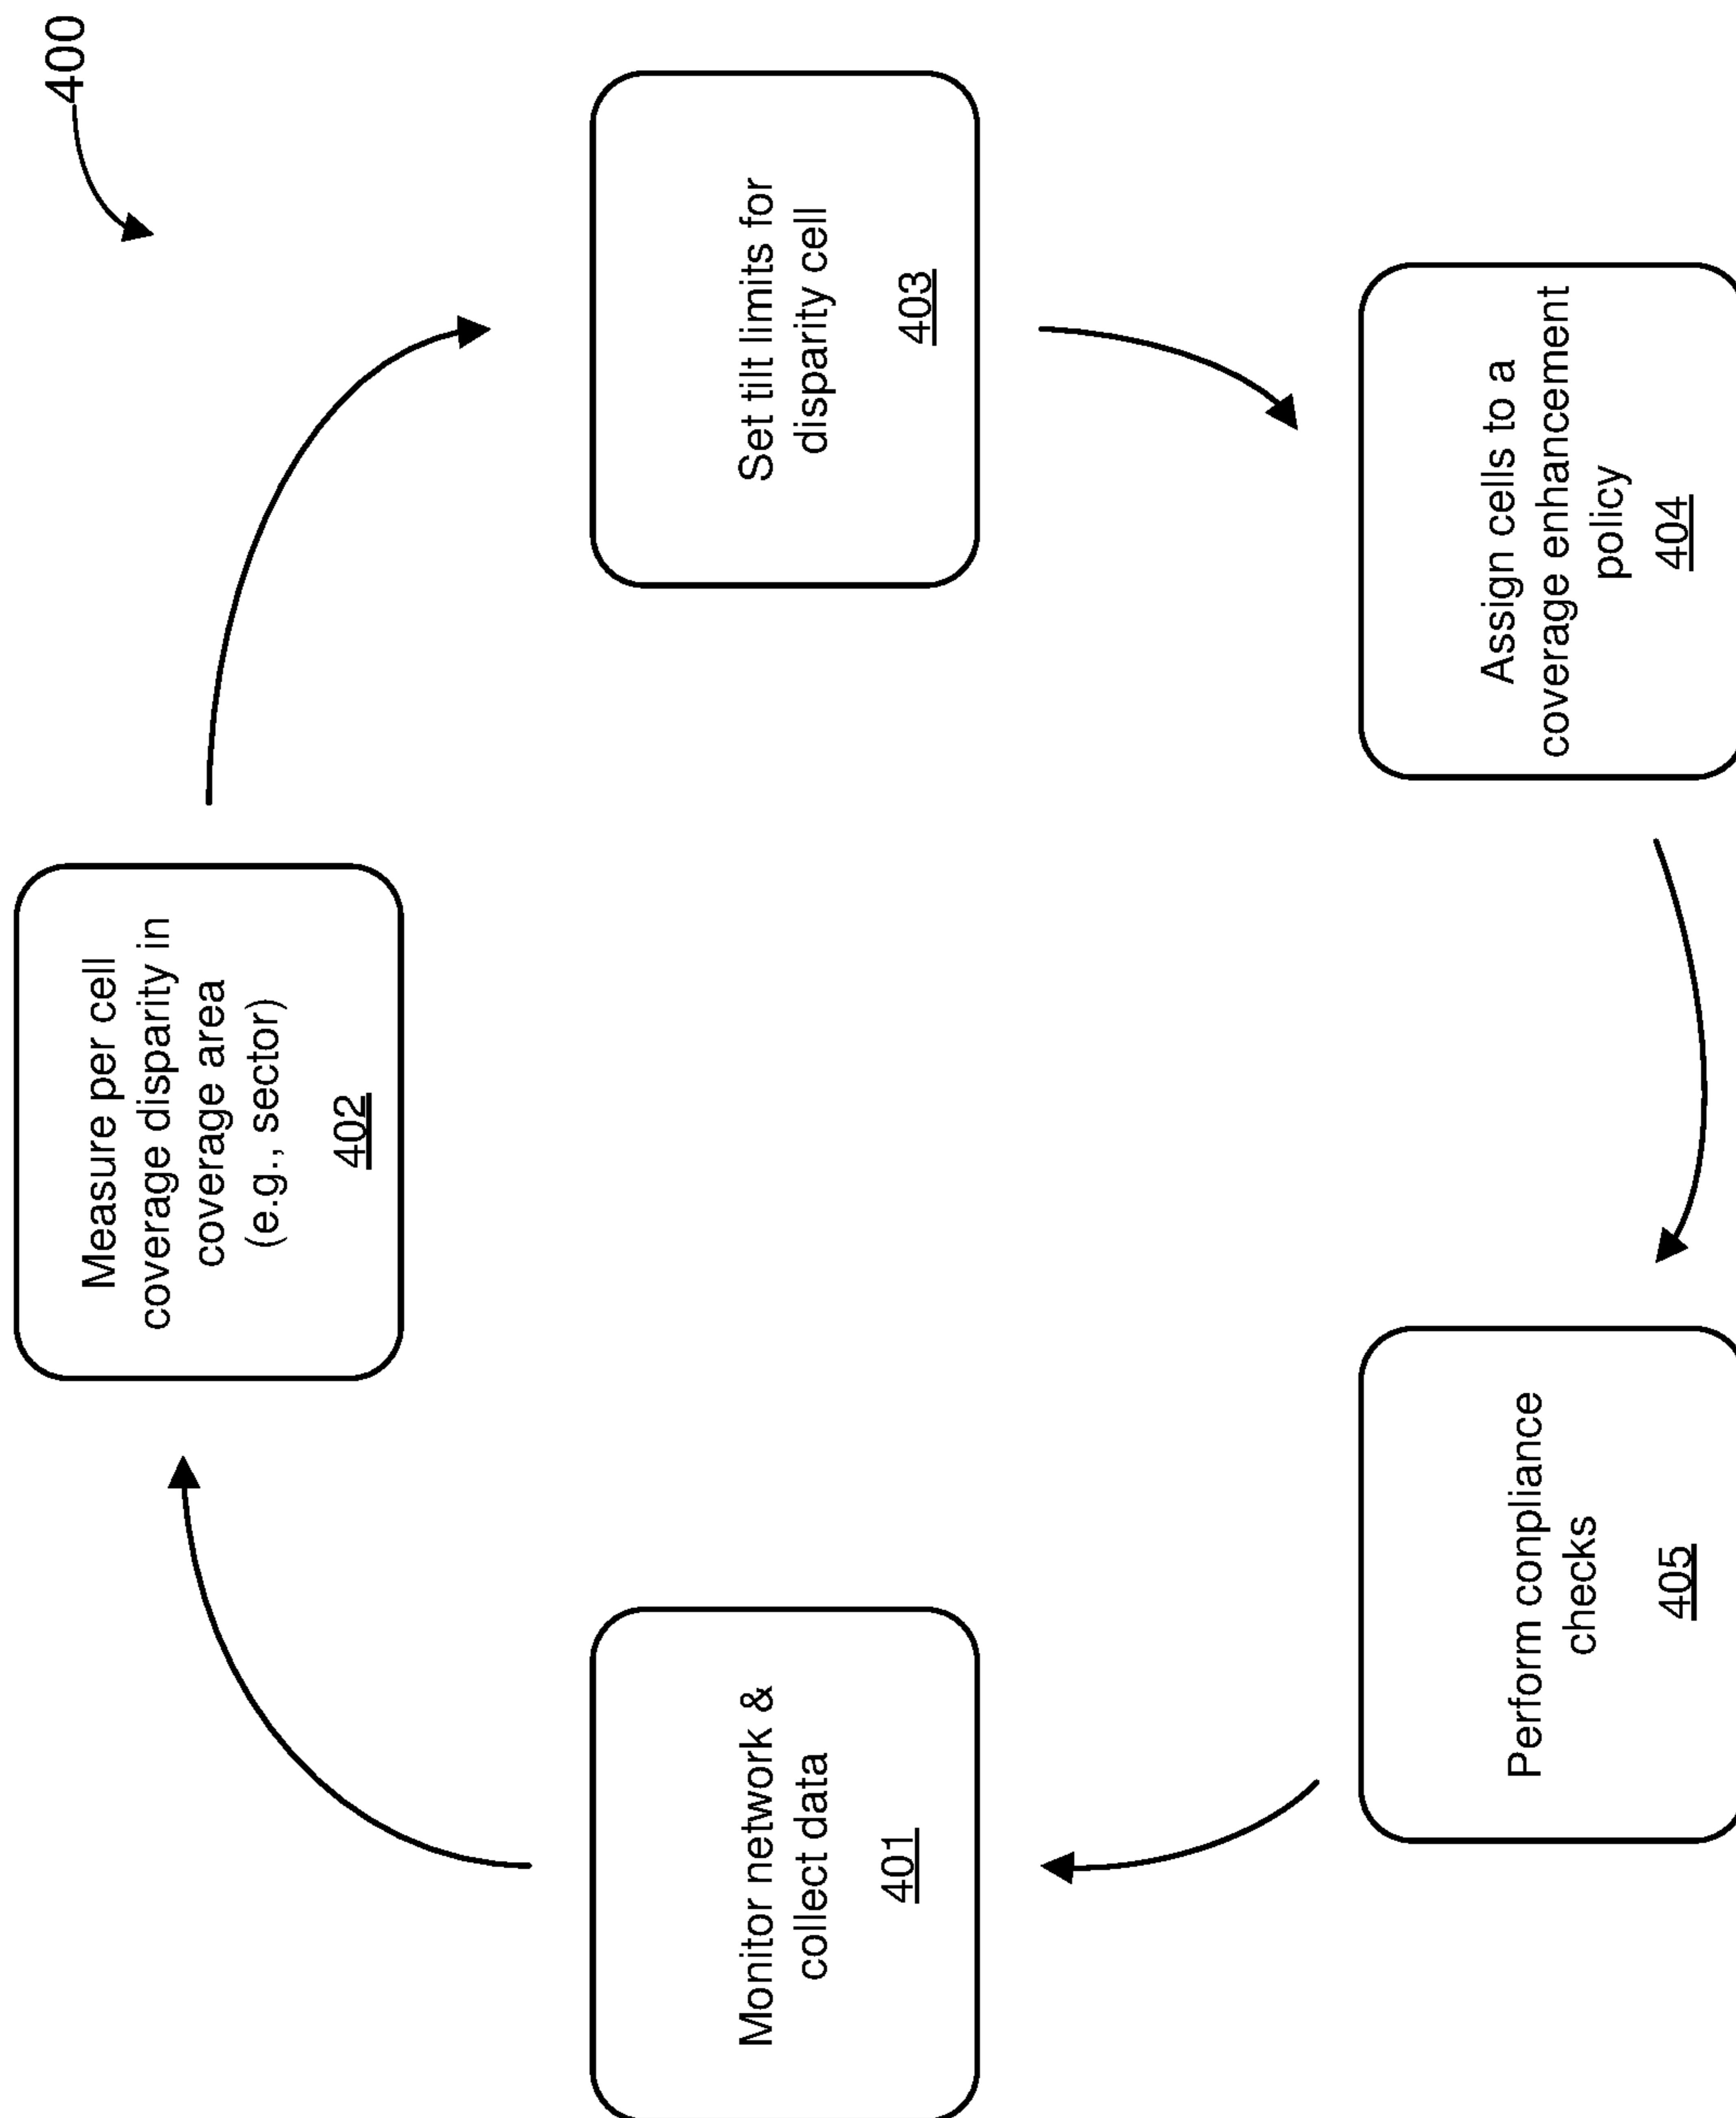 400
Measure per cell
coverage disparity in
coverage area
(e.g., sector)
402
Set tilt limits for
disparity cell
403
Assign cells to a
coverage enhancement
policy
404
Perform conpliance
checks
405
Monitor network &
collect data
401